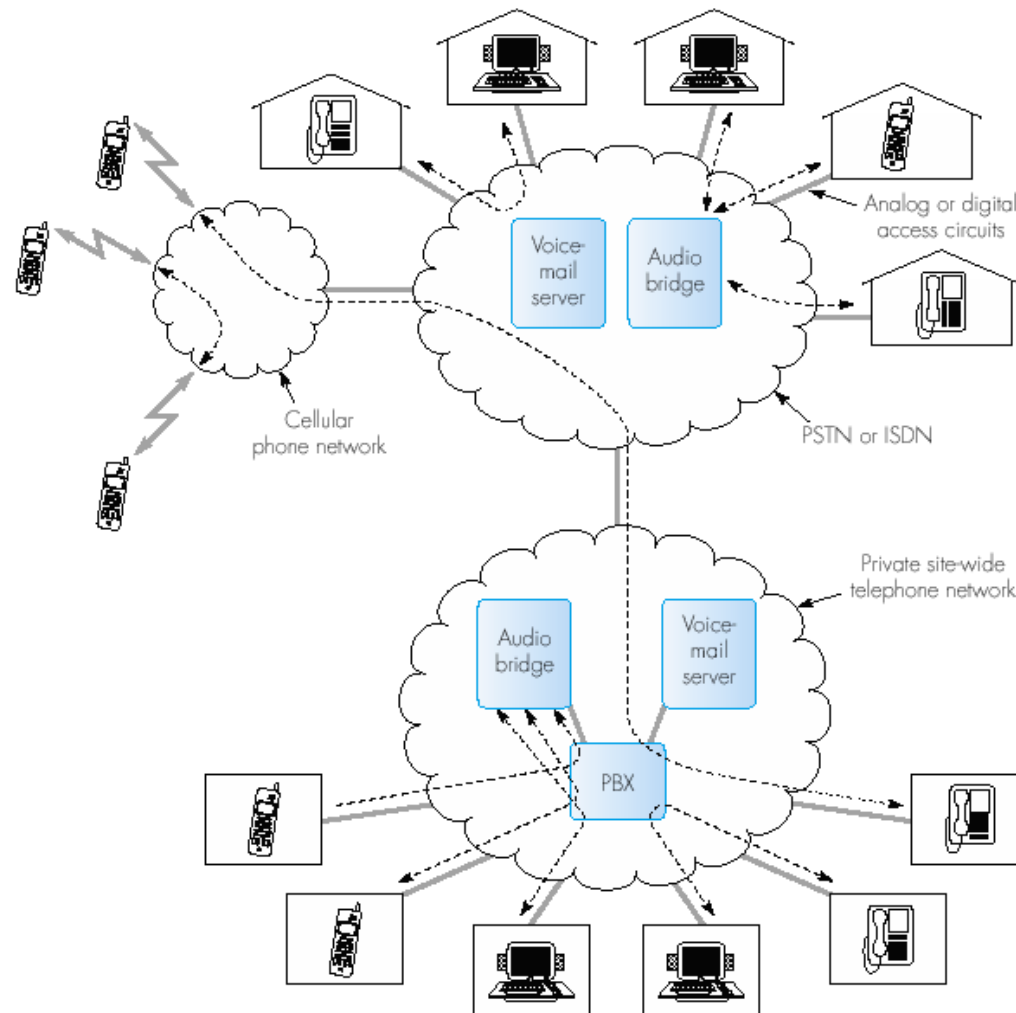 Voice-
mail
server
Audio
bridge
Analog or digital
access circuits
Cellular
phone network
PSTN or ISDN
Private site-wide
telephone network
Audio
bridge
Voice-
mail
server
PBX